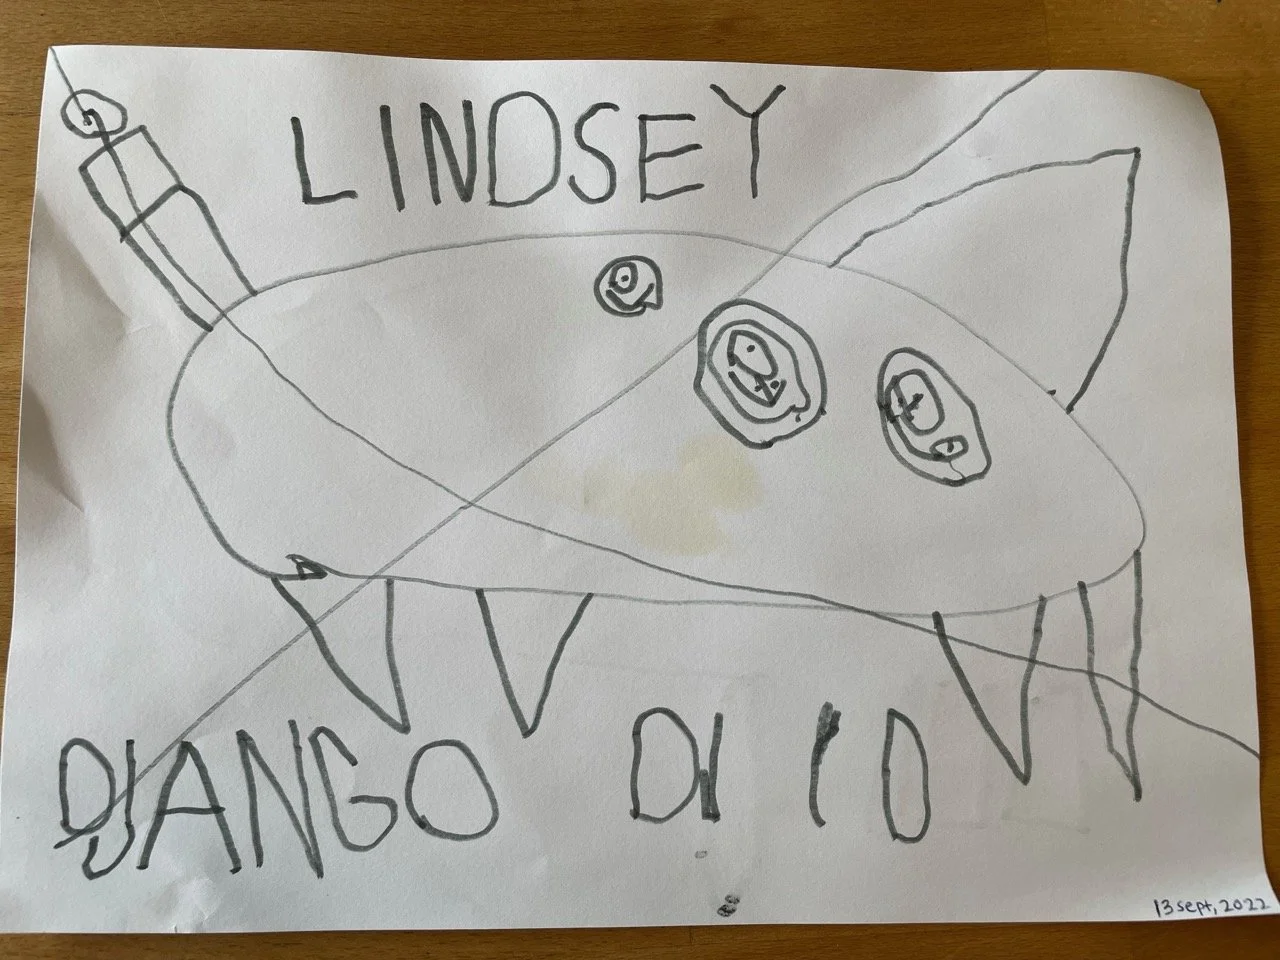 LINDSEY
DJANGO DI I D
13 sept, 2022